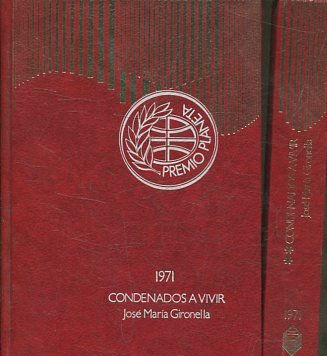 PREMIO PLANETA
1971
CONDENADOS A VIVIR
José María Gironella
** CONDENADOS A VIVIR
José María Gironella
1971